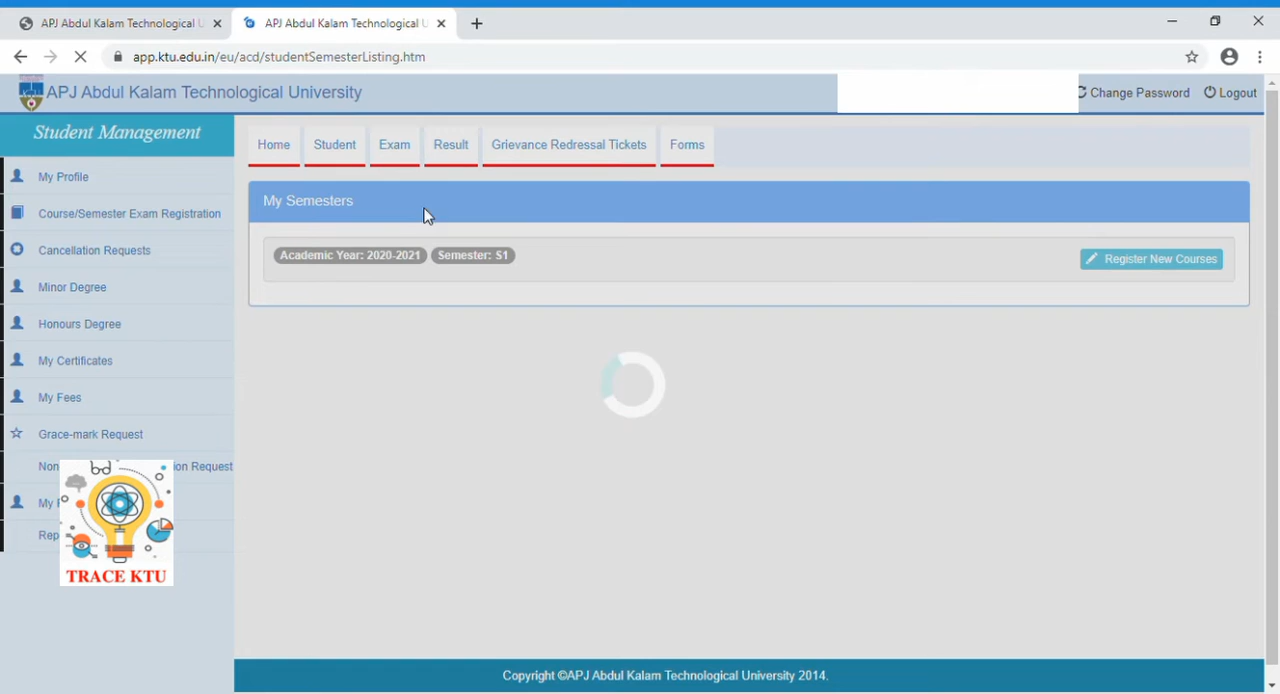 APJ Abdul Kalam Technological U
APJ Abdul Kalam Technological U
app.ktu.edu.in/eu/acd/studentSemesterListing.htm
APJ Abdul Kalam Technological University
Change Password
Logout
Student Management
Home
Student
Exam
Result
Grievance Redressal Tickets
Forms
My Profile
Course/Semester Exam Registration
Cancellation Requests
Minor Degree
Honours Degree
My Certificates
My Fees
Grace-mark Request
Non ion Request
My
Rep
My Semesters
Academic Year: 2020-2021
Semester: S1
Register New Courses
TRACE KTU
Copyright ©APJ Abdul Kalam Technological University 2014.